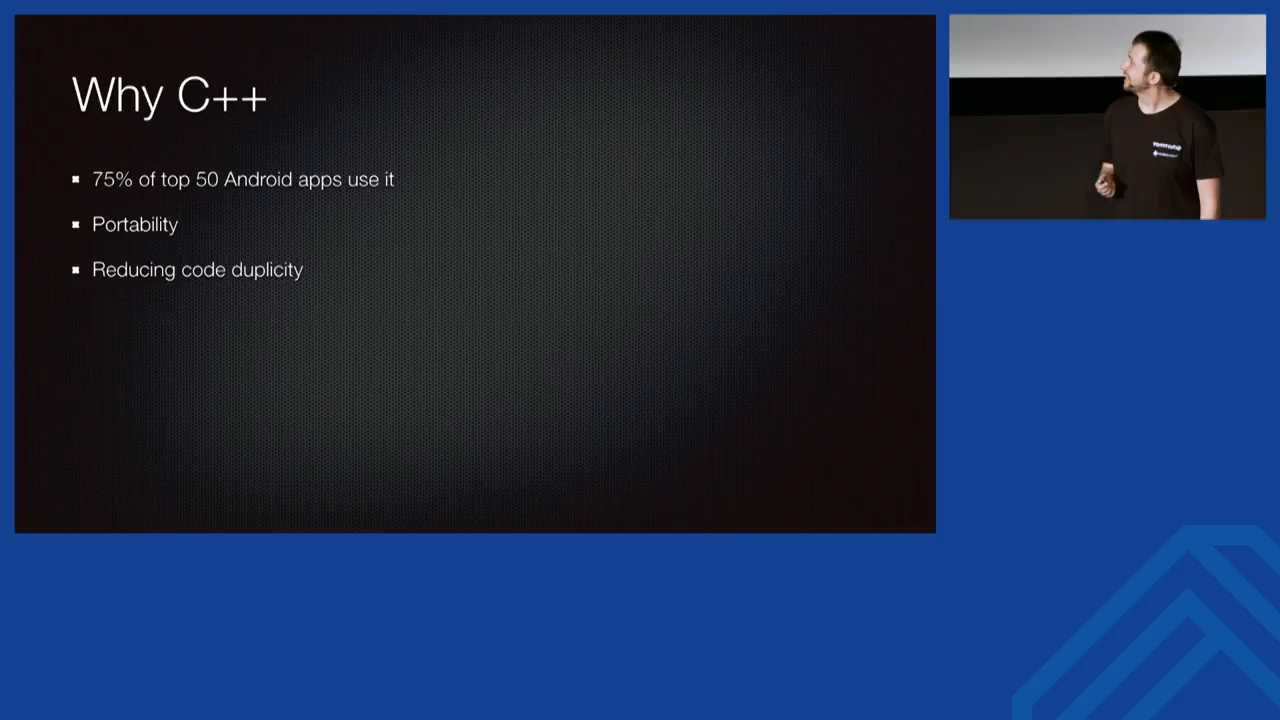 Why C++
75% of top 50 Android apps use it
Portability
Reducing code duplicity